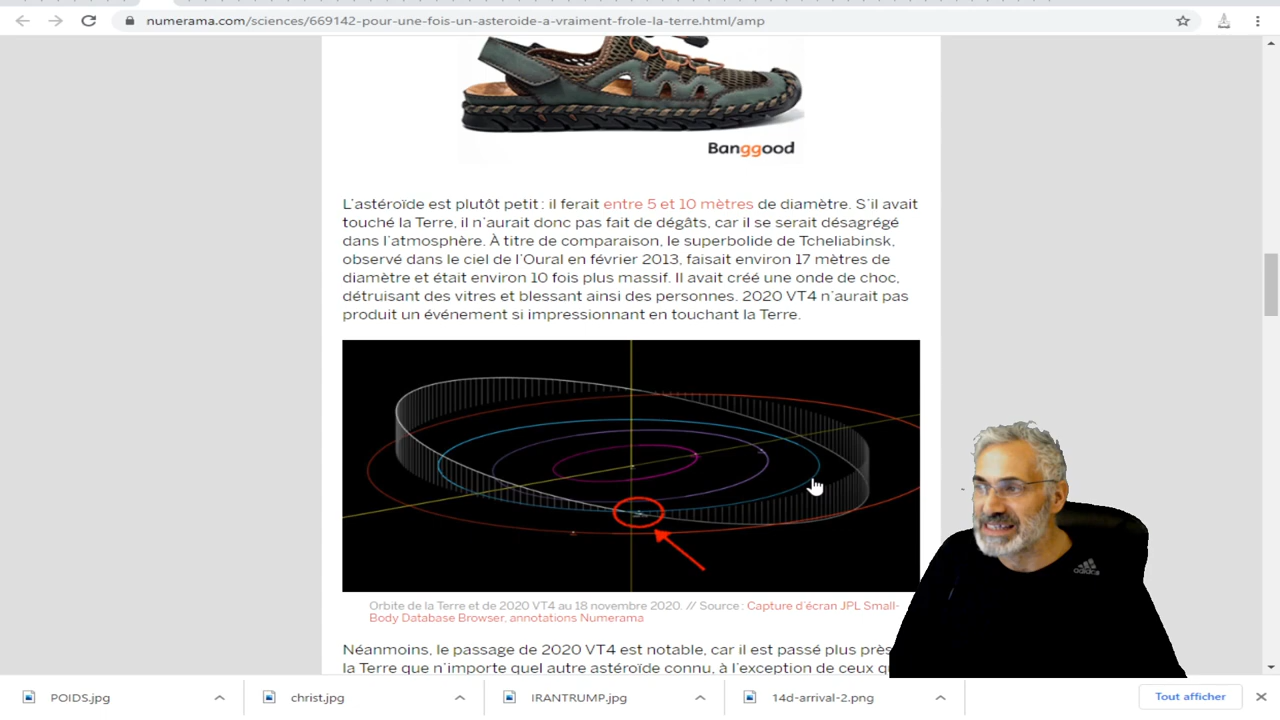 numerama.com/sciences/669142-pour-une-fois-un-asteroide-a-vraiment-frole-la-terre.html/amp
Banggood
L'astéroïde est plutôt petit : il ferait entre 5 et 10 mètres de diamètre. S'il avait
touché la Terre, il n'aurait donc pas fait de dégâts, car il se serait désagrégé
dans l'atmosphère. À titre de comparaison, le superbolide de Tcheliabinsk,
observé dans le ciel de l'Oural en février 2013, faisait environ 17 mètres de
diamètre et était environ 10 fois plus massif. Il avait créé une onde de choc,
détruisant des vitres et blessant ainsi des personnes. 2020 VT4 n'aurait pas
produit un événement si impressionnant en touchant la Terre.
Orbite de la Terre et de 2020 VT4 au 18 novembre 2020. // Source : Capture d'écran JPL Small-
Body Database Browser, annotations Numerama
Néanmoins, le passage de 2020 VT4 est notable, car il est passé plus près
la Terre que n'importe quel autre astéroïde connu, à l'exception de ceux
adidas
POIDS.jpg
christ.jpg
IRANTRUMP.jpg
14d-arrival-2.png
Tout afficher